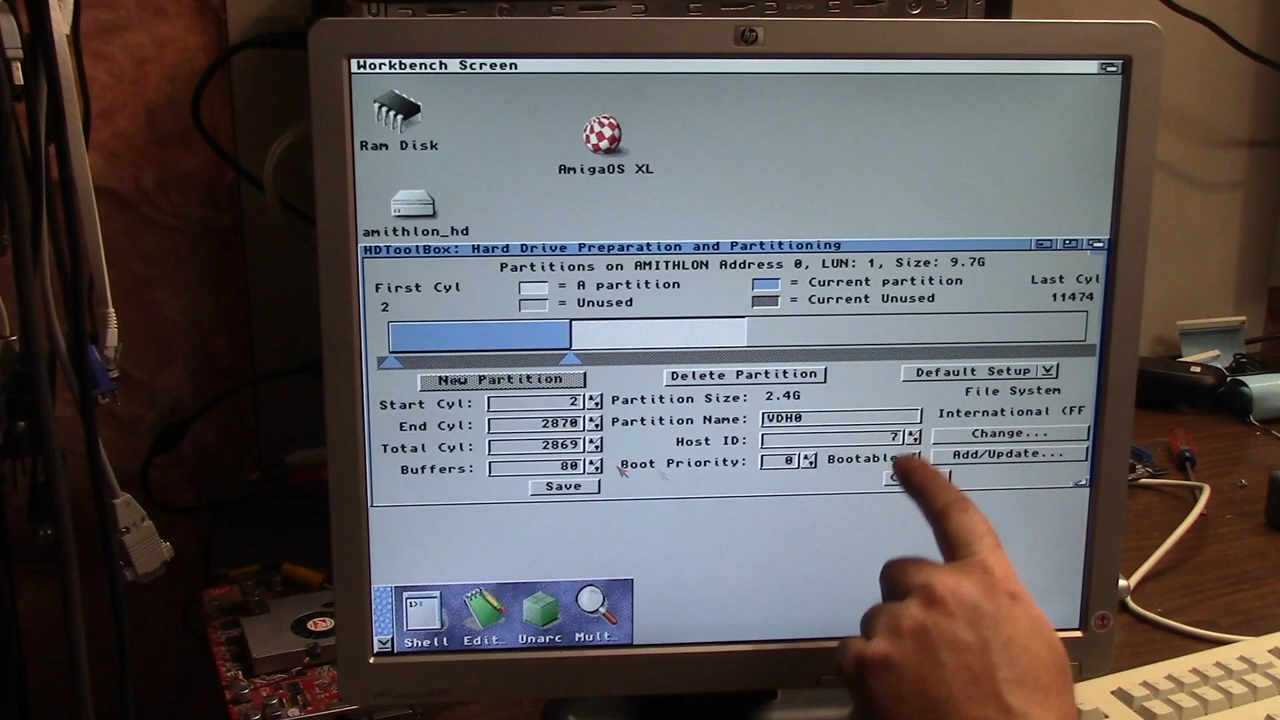 hp
Workbench Screen
Ram Disk
AmigaOS XL
amithlon_hd
HDToolBox: Hard Drive Preparation and Partitioning
Partitions on AMITHLON Address 0, LUN: 1, Size: 9.7G
First Cyl
= A partition
= Current partition
Last Cyl
2
= Unused
= Current Unused
11474
New Partition
Delete Partition
Default Setup
Start Cyl: 2
Partition Size: 2.4G
File System
End Cyl: 2870
Partition Name: VDH0
International (FF
Total Cyl: 2869
Host ID: 7
Change...
Buffers: 80
Boot Priority: 0
Bootable
Add/Update...
Save
Shell
Edit..
Unarc
Mult..